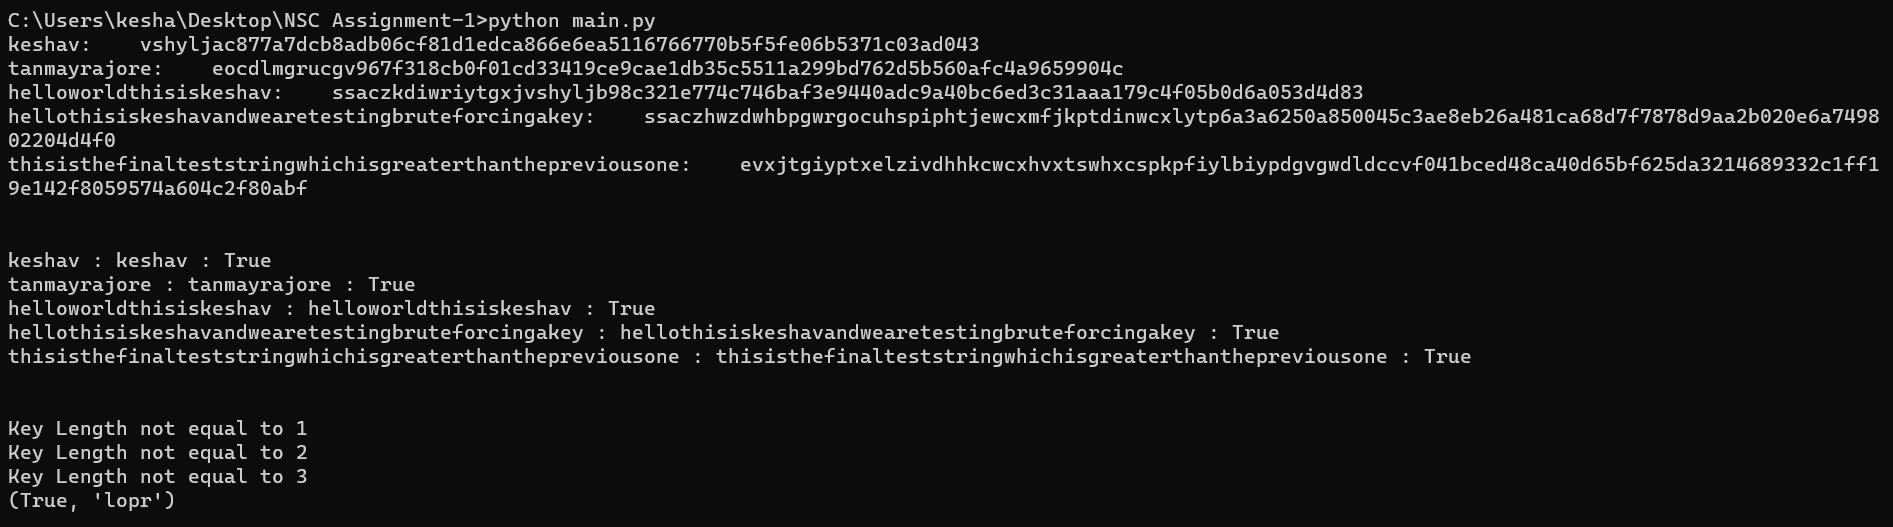 C:\Users\kesha\Desktop\NSC Assignment-1>python main.py
keshav:    vshyljac877a7dcb8adb06cf81d1edca866e6ea5116766770b5f5fe06b5371c03ad043
tanmayrajore:    eocdlmgrucgv967f318cb0f01cd33419ce9cae1db35c5511a299bd762d5b560afc4a9659904c
helloworldthisiskeshav:    ssaczkdiwriytgxjvshyljb98c321e774c746baf3e9440adc9a40bc6ed3c31aaa179c4f05b0d6a053d4d83
hellothisiskeshavandwearetestingbruteforcingakey:    ssaczhwzdwhbpgwrgocuhspiphtjewcxmfjkptdinwcxlytp6a3a6250a850045c3ae8eb26a481ca68d7f7878d9aa2b020e6a7498
02204d4f0
thisisthefinalteststringwhichisgreaterthanthepreviousone:    evxjtgiyptxelzivdhhkcwcxhvxtswhxcspkpfiylbiypdgvgwdldccvf041bced48ca40d65bf625da3214689332c1ff1
9e142f8059574a604c2f80abf
keshav : keshav : True
tanmayrajore : tanmayrajore : True
helloworldthisiskeshav : helloworldthisiskeshav : True
hellothisiskeshavandwearetestingbruteforcingakey : hellothisiskeshavandwearetestingbruteforcingakey : True
thisisthefinalteststringwhichisgreaterthanthepreviousone : thisisthefinalteststringwhichisgreaterthanthepreviousone : True
Key Length not equal to 1
Key Length not equal to 2
Key Length not equal to 3
(True, 'lopr')